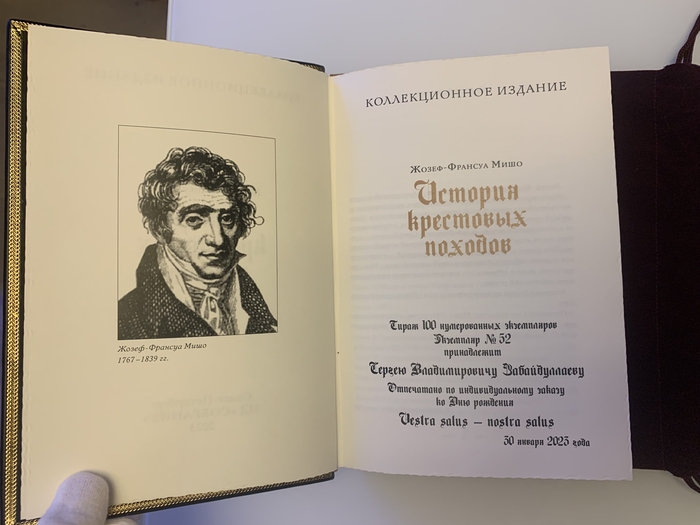 Жозеф-Франсуа Мишо
1767–1839 гг.
КОЛЛЕКЦИОННОЕ ИЗДАНИЕ
Жозеф-Франсуа Мишо
История
крестовых
походов
Тираж 100 нумерованных экземпляров
Экземпляр № 52
принадлежит
Сергею Владимировичу Забайдуллаеву
Отпечатано по индивидуальному заказу
ко Дню рождения
Vestra salus — nostra salus
30 января 2023 года